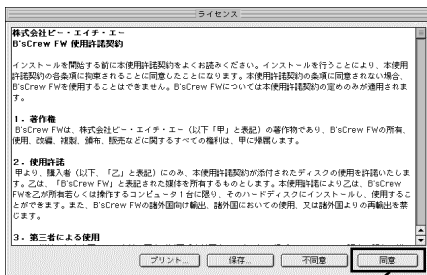 ライセンス
株式会社ビー・エイチ・エー
B'sCrew FW 使用許諾契約
インストールを開始する前に本使用許諾契約をよくお読みください。インストールを行うことにより、本使用
許諾契約の各条項に拘束されることに同意したことになります。本使用許諾契約の条項に同意されない場合、
B'sCrew FWを使用することはできません。B'sCrew FWについては本使用許諾契約の定めのみが適用されま
す。
1．著作権
B'sCrew FWは、株式会社ビー・エイチ・エー（以下「甲」と表記）の著作物であり、B'sCrew FWの所有、
使用、改編、複製、頒布、販売などに関するすべての権利は、甲に帰属します。
2．使用許諾
甲より、購入者（以下、「乙」と表記）にのみ、本使用許諾契約が添付されたディスクの使用を許諾いたしま
す。乙は、「B'sCrew FW」と表記された媒体を所有するものとします。本使用許諾により乙は、B'sCrew
FWを乙が所有若しくは操作するコンピュータ1台に限り、そのハードディスクにインストールし、使用するこ
とができます。また、B'sCrew FWの諸外国向け輸出、諸外国においての使用、又は諸外国よりの再輸出を禁
じます。
3．第三者による使用
プリント... 保存... 不同意 同意